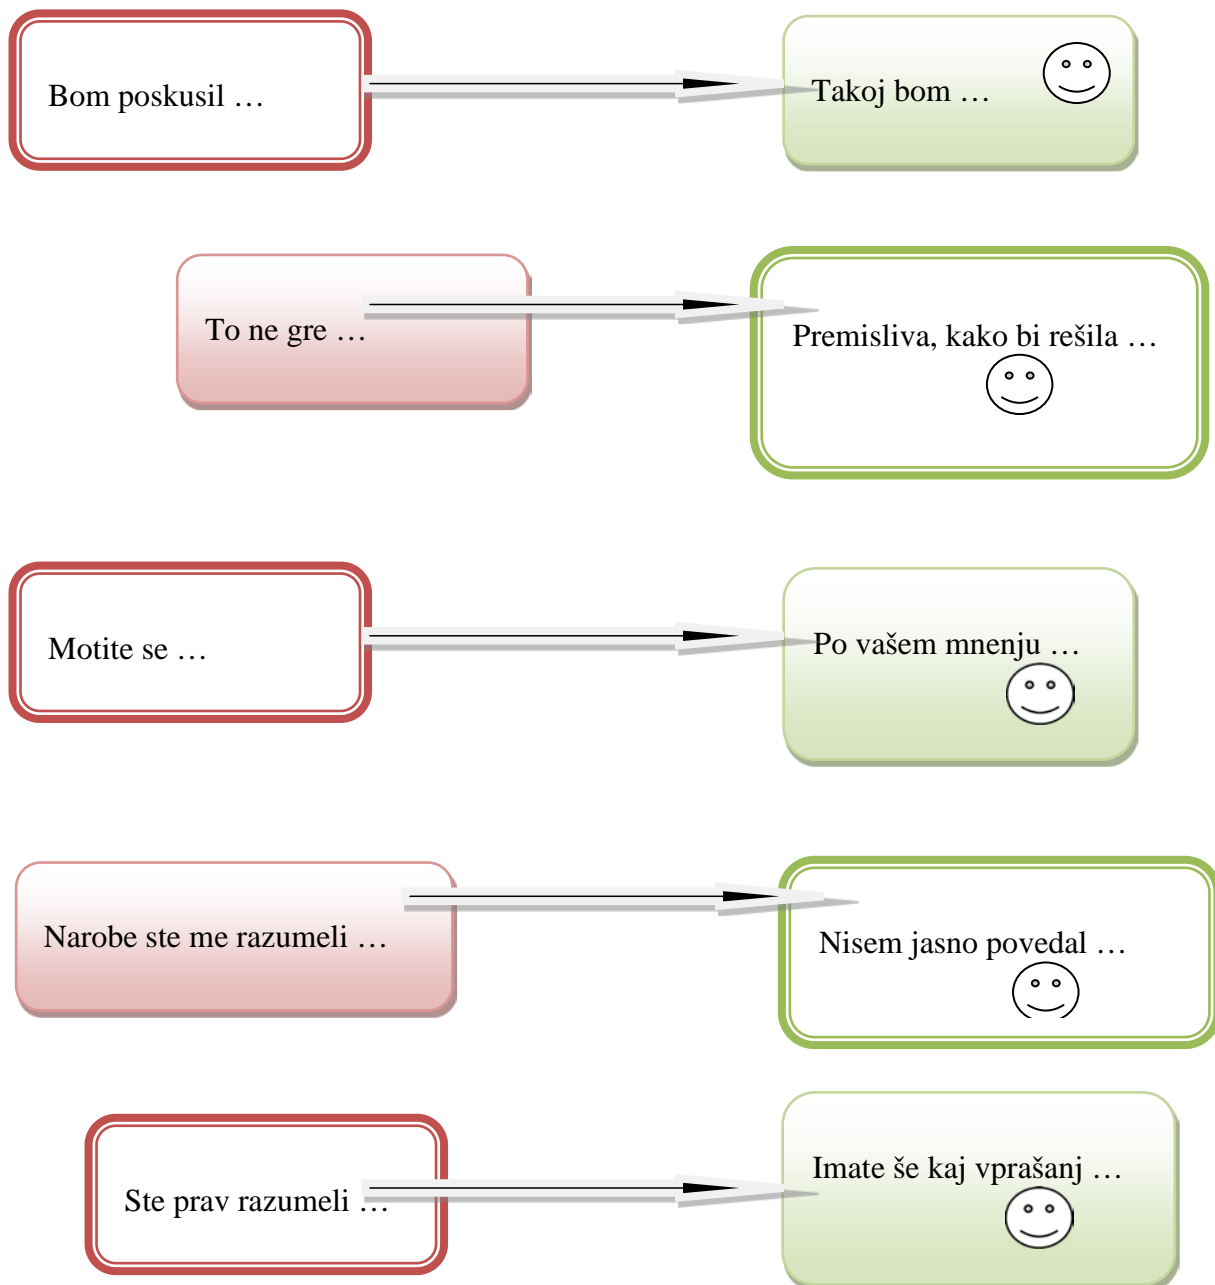 Bom poskusil …
Takoj bom …
To ne gre …
Premisliva, kako bi rešila …
Motite se …
Po vašem mnenju …
Narobe ste me razumeli …
Nisem jasno povedal …
Ste prav razumeli …
Imate še kaj vprašanj …